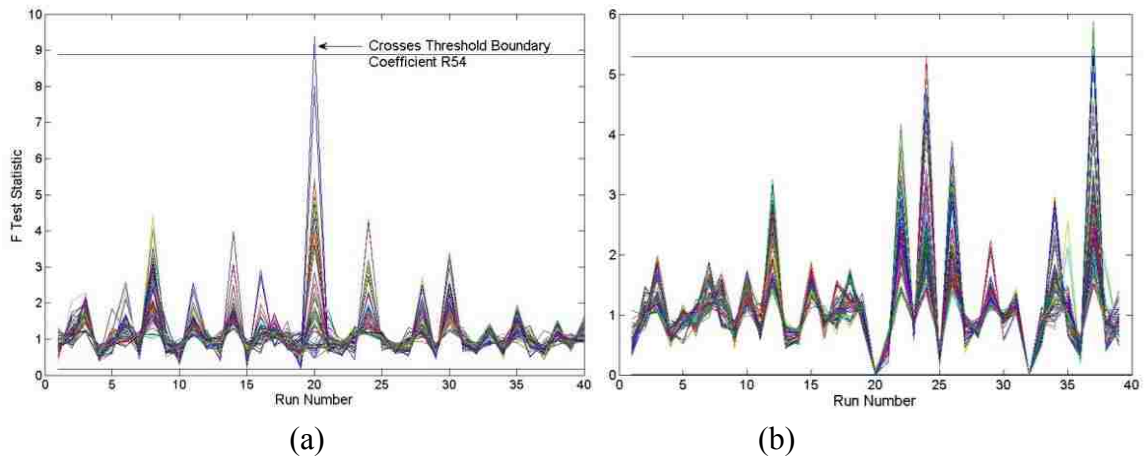 10
9
8
7
6
5
4
3
2
1
0
F Test Statistic
Crosses Threshold Boundary
Coefficient R54
0 5 10 15 20 25 30 35 40
Run Number
(a)
6
5
4
3
2
1
0
0 5 10 15 20 25 30 35 40
Run Number
(b)